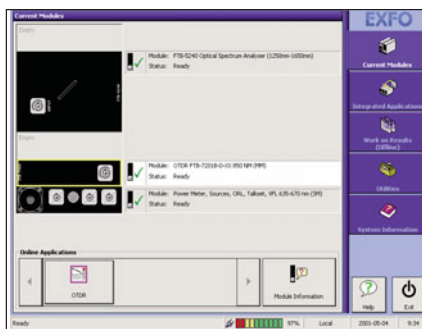 Current Modules
EXFO
Empty
Module: FTB-5240 Optical Spectrum Analyser (1250nm-1650nm)
Status: Ready
Empty
Module: OTDR FTB-7201B-D-XX 850 NM (MM)
Status: Ready
Module: Power Meter, Sources, ORL, Talkset, VFL 635-670 nm (SM)
Status: Ready
Online Applications
OTDR
Module Information
Current Modules
Integrated Applications
Work on Results
(Offline)
Utilities
System Information
Help
Exit
Ready
97%
Local
2001-05-04
9:34